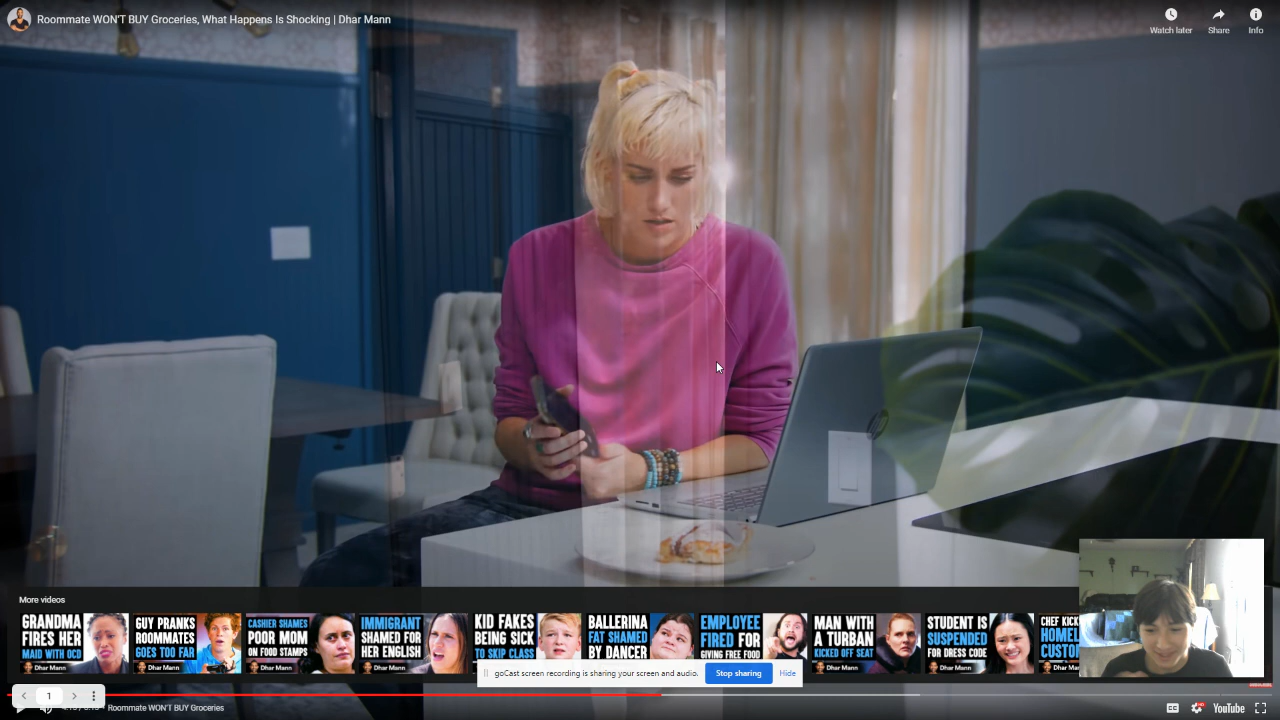 Roommate WON'T BUY Groceries, What Happens Is Shocking | Dhar Mann
Watch later
Share
Info
More videos
GRANDMA
FIRES HER
MAID WITH OCD
Dhar Mann
GUY PRANKS
ROOMMATES
GOES TOO FAR
Dhar Mann
CASHIER SHAMES
POOR MOM
ON FOOD STAMPS
Dhar Mann
IMMIGRANT
SHAMED FOR
HER ENGLISH
Dhar Mann
KID FAKES
BEING SICK
TO SKIP CLASS
BALLERINA
FAT SHAMED
BY DANCER
EMPLOYEE
FIRED FOR
GIVING FREE FOOD
MAN WITH
A TURBAN
KICKED OFF SEAT
Dhar Mann
STUDENT IS
SUSPENDED
FOR DRESS CODE
Dhar Mann
CHEF KICK
HOMEL
CUSTO
Dhar Mann
goCast screen recording is sharing your screen and audio.
Stop sharing
Hide
1
Roommate WON'T BUY Groceries
CC
HD
YouTube